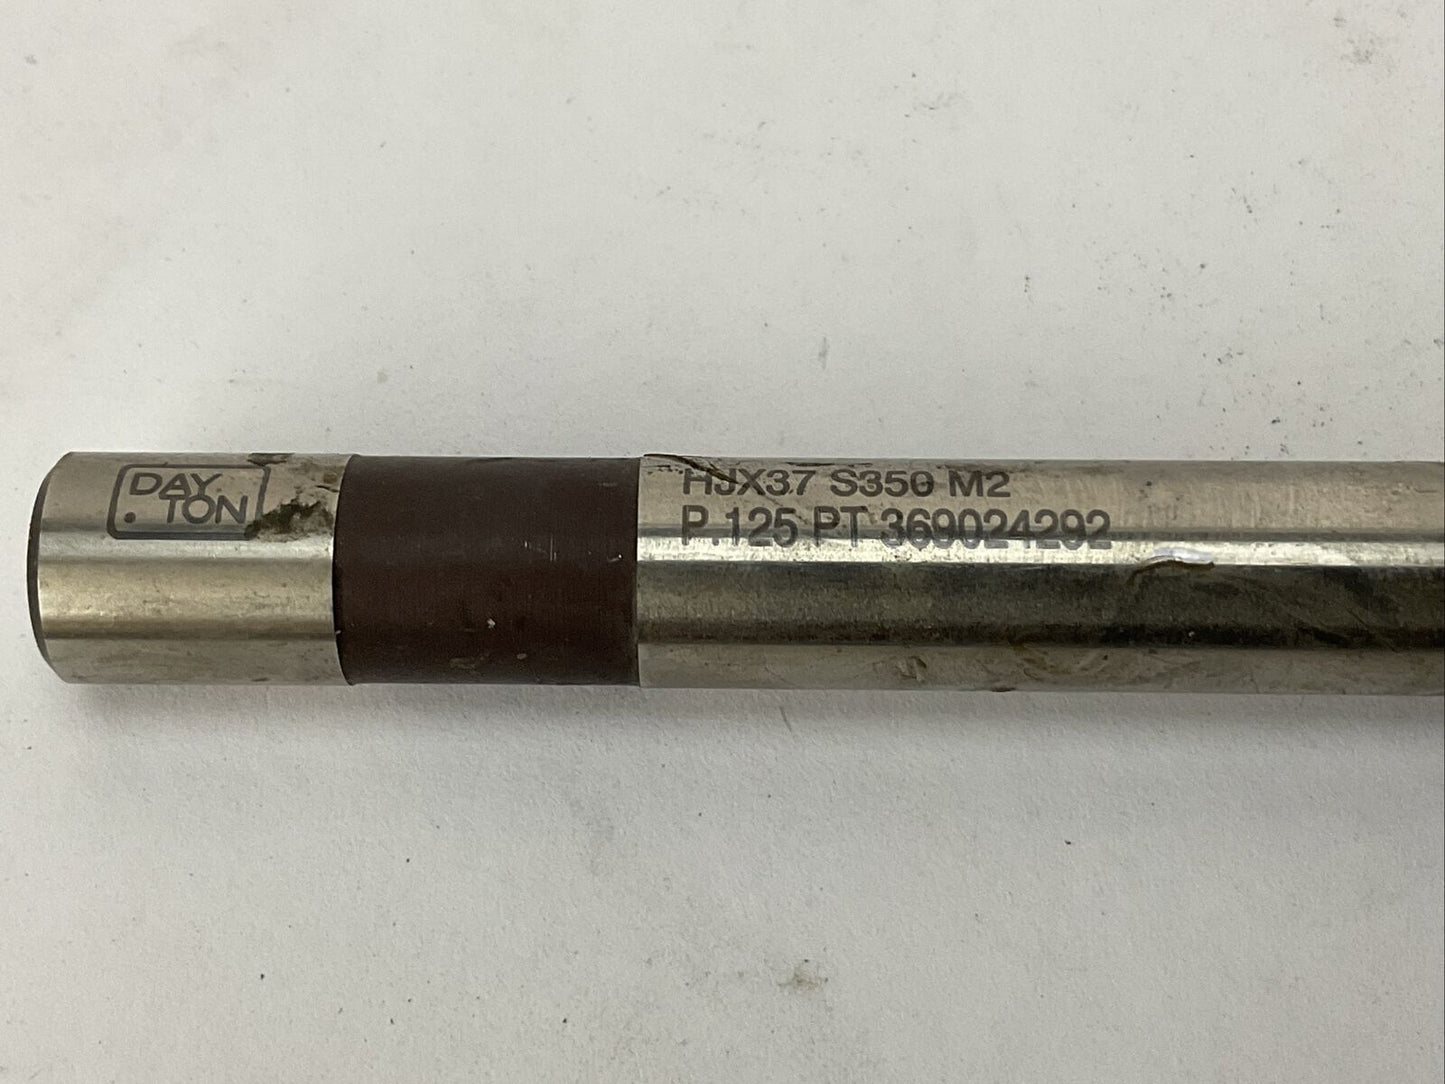 DAY
TON
HJX37 S350 M2
P.125 PT 369024292